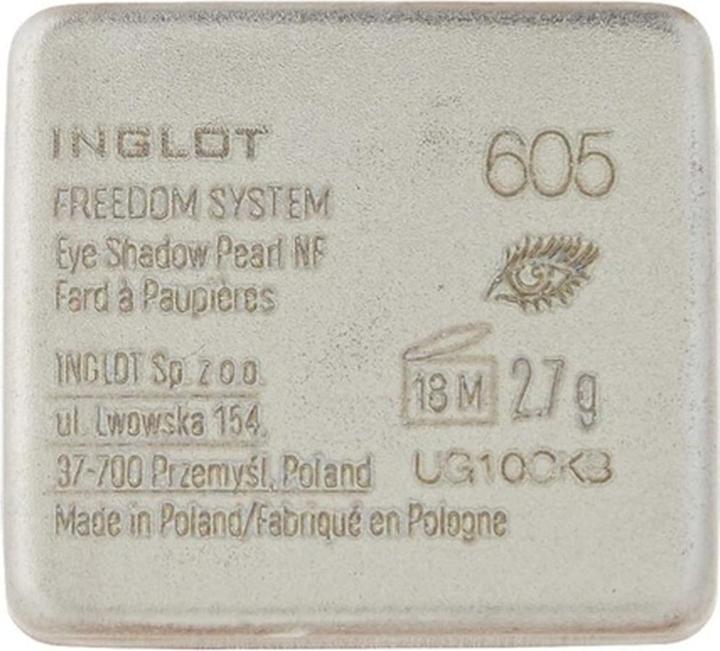 INGLOT 605
FREEDOM SYSTEM
Eye Shadow Pearl NF
Fard à Paupières
INGLOT Sp. z o.o.
18 M 2.7 g
ul. Lwowska 154,
37-700 Przemyśl, Poland
Made in Poland/Fabriqué en Pologne